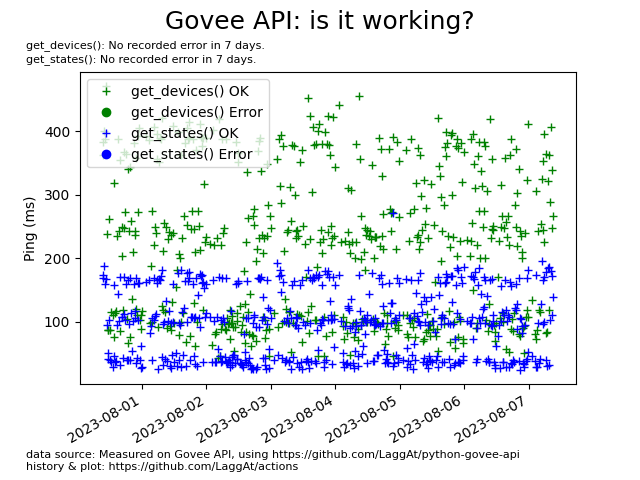 Govee API: is it working?
get_devices(): No recorded error in 7 days.
get_states(): No recorded error in 7 days.
get_devices() OK
get_devices() Error
get_states() OK
get_states() Error
Ping (ms)
400
300
200
100
2023-08-01
2023-08-02
2023-08-03
2023-08-04
2023-08-05
2023-08-06
2023-08-07
data source: Measured on Govee API, using https://github.com/LaggAt/python-govee-api
history & plot: https://github.com/LaggAt/actions